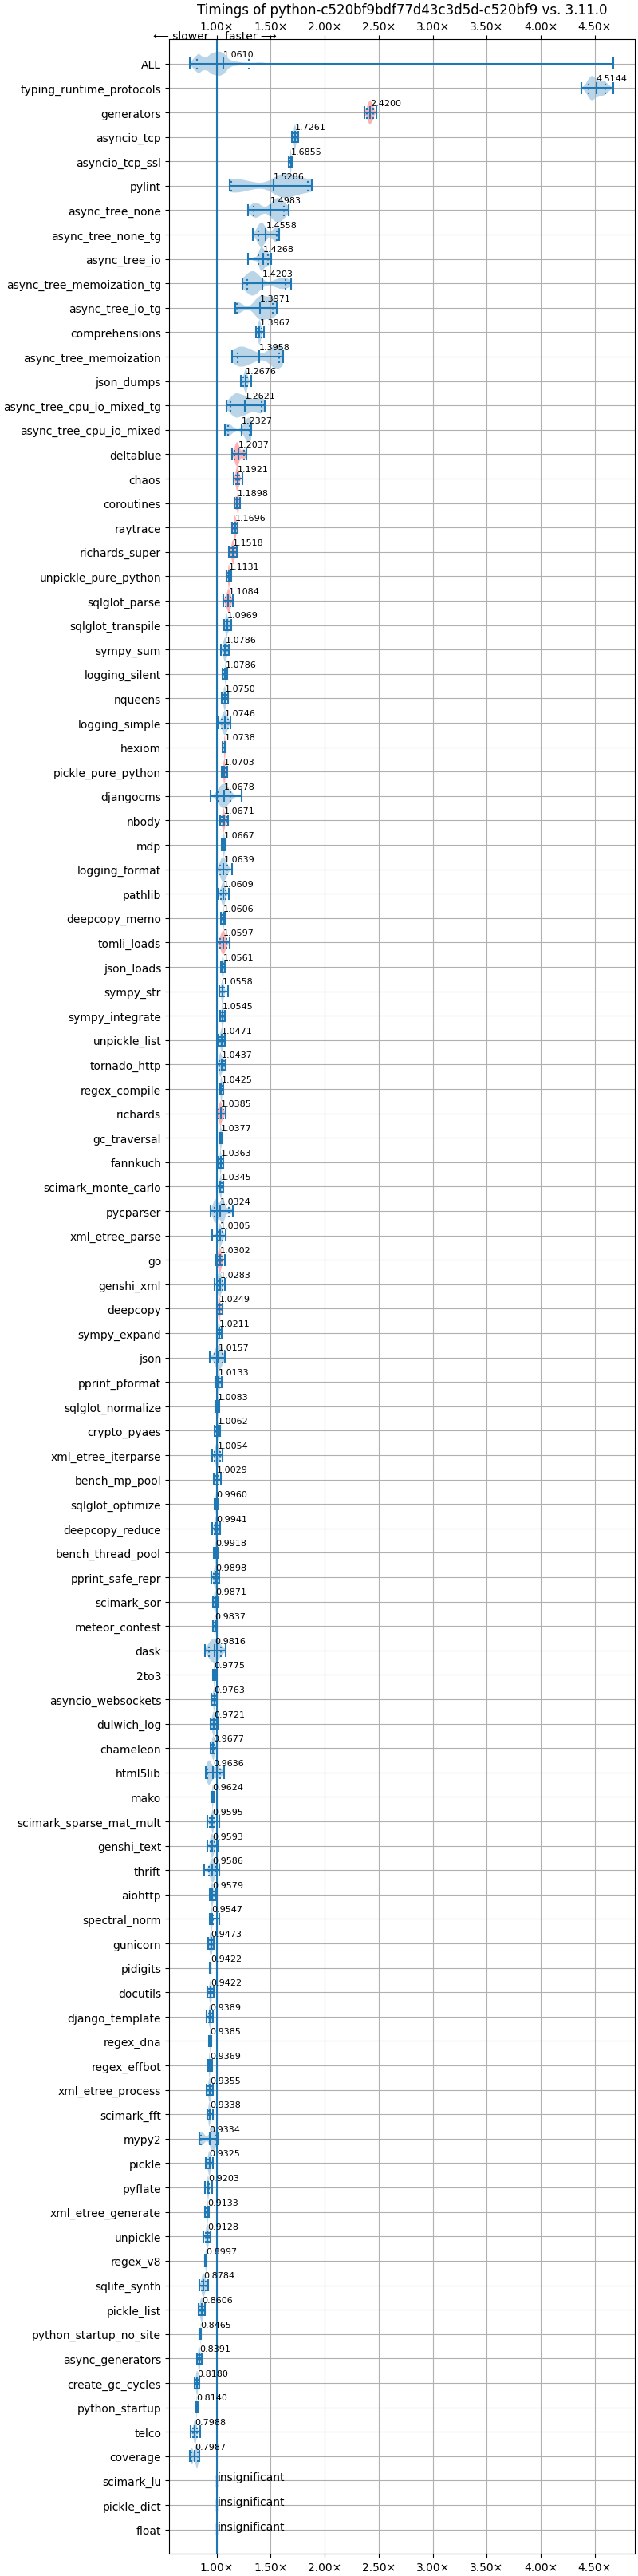 Timings of python-c520bf9bdf77d43c3d5d-c520bf9 vs. 3.11.0
1.00× 1.50× 2.00× 2.50× 3.00× 3.50× 4.00× 4.50×
⟵ slower faster ⟶
ALL 1.0610
typing_runtime_protocols 4.5144
generators 2.4200
asyncio_tcp 1.7261
asyncio_tcp_ssl 1.6855
pylint 1.5286
async_tree_none 1.4983
async_tree_none_tg 1.4558
async_tree_io 1.4268
async_tree_memoization_tg 1.4203
async_tree_io_tg 1.3971
comprehensions 1.3967
async_tree_memoization 1.3958
json_dumps 1.2676
async_tree_cpu_io_mixed_tg 1.2621
async_tree_cpu_io_mixed 1.2327
deltablue 1.2037
chaos 1.1921
coroutines 1.1898
raytrace 1.1696
richards_super 1.1518
unpickle_pure_python 1.1131
sqlglot_parse 1.1084
sqlglot_transpile 1.0969
sympy_sum 1.0786
logging_silent 1.0786
nqueens 1.0750
logging_simple 1.0746
hexiom 1.0738
pickle_pure_python 1.0703
djangocms 1.0678
nbody 1.0671
mdp 1.0667
logging_format 1.0639
pathlib 1.0609
deepcopy_memo 1.0606
tomli_loads 1.0597
json_loads 1.0561
sympy_str 1.0558
sympy_integrate 1.0545
unpickle_list 1.0471
tornado_http 1.0437
regex_compile 1.0425
richards 1.0385
gc_traversal 1.0377
fannkuch 1.0363
scimark_monte_carlo 1.0345
pycparser 1.0324
xml_etree_parse 1.0305
go 1.0302
genshi_xml 1.0283
deepcopy 1.0249
sympy_expand 1.0211
json 1.0157
pprint_pformat 1.0133
sqlglot_normalize 1.0083
crypto_pyaes 1.0062
xml_etree_iterparse 1.0054
bench_mp_pool 1.0029
sqlglot_optimize 0.9960
deepcopy_reduce 0.9941
bench_thread_pool 0.9918
pprint_safe_repr 0.9898
scimark_sor 0.9871
meteor_contest 0.9837
dask 0.9816
2to3 0.9775
asyncio_websockets 0.9763
dulwich_log 0.9721
chameleon 0.9677
html5lib 0.9636
mako 0.9624
scimark_sparse_mat_mult 0.9595
genshi_text 0.9593
thrift 0.9586
aiohttp 0.9579
spectral_norm 0.9547
gunicorn 0.9473
pidigits 0.9422
docutils 0.9422
django_template 0.9389
regex_dna 0.9385
regex_effbot 0.9369
xml_etree_process 0.9355
scimark_fft 0.9338
mypy2 0.9334
pickle 0.9325
pyflate 0.9203
xml_etree_generate 0.9133
unpickle 0.9128
regex_v8 0.8997
sqlite_synth 0.8784
pickle_list 0.8606
python_startup_no_site 0.8465
async_generators 0.8391
create_gc_cycles 0.8180
python_startup 0.8140
telco 0.7988
coverage 0.7987
scimark_lu insignificant
pickle_dict insignificant
float insignificant
1.00× 1.50× 2.00× 2.50× 3.00× 3.50× 4.00× 4.50×